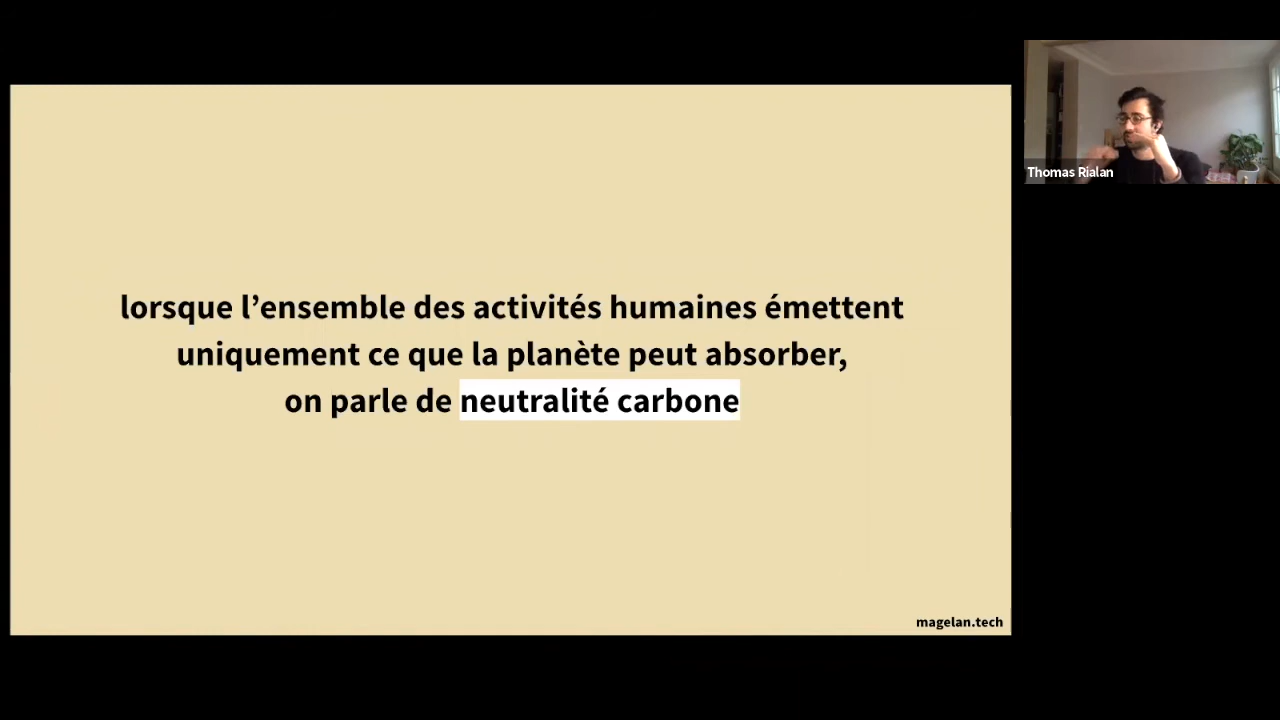 lorsque l’ensemble des activités humaines émettent
uniquement ce que la planète peut absorber,
on parle de neutralité carbone
magelan.tech
Thomas Rialan